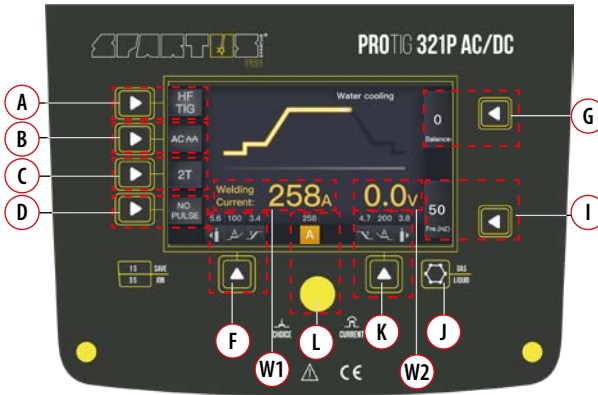 SPARTUS
PRO
PROTIG 321P AC/DC
A
B
C
D
HF
TIG
AC
2T
NO
PULSE
Water cooling
0
Balance
50
Fre.(HZ)
Welding
Current:
258A
0.0V
5.6 100 3.4
258
4.7 200 3.8
A
G
I
1S SAVE
3S JOB
GAS
LIQUID
F
L
K
J
CHOICE
CURRENT
W1
W2
CE